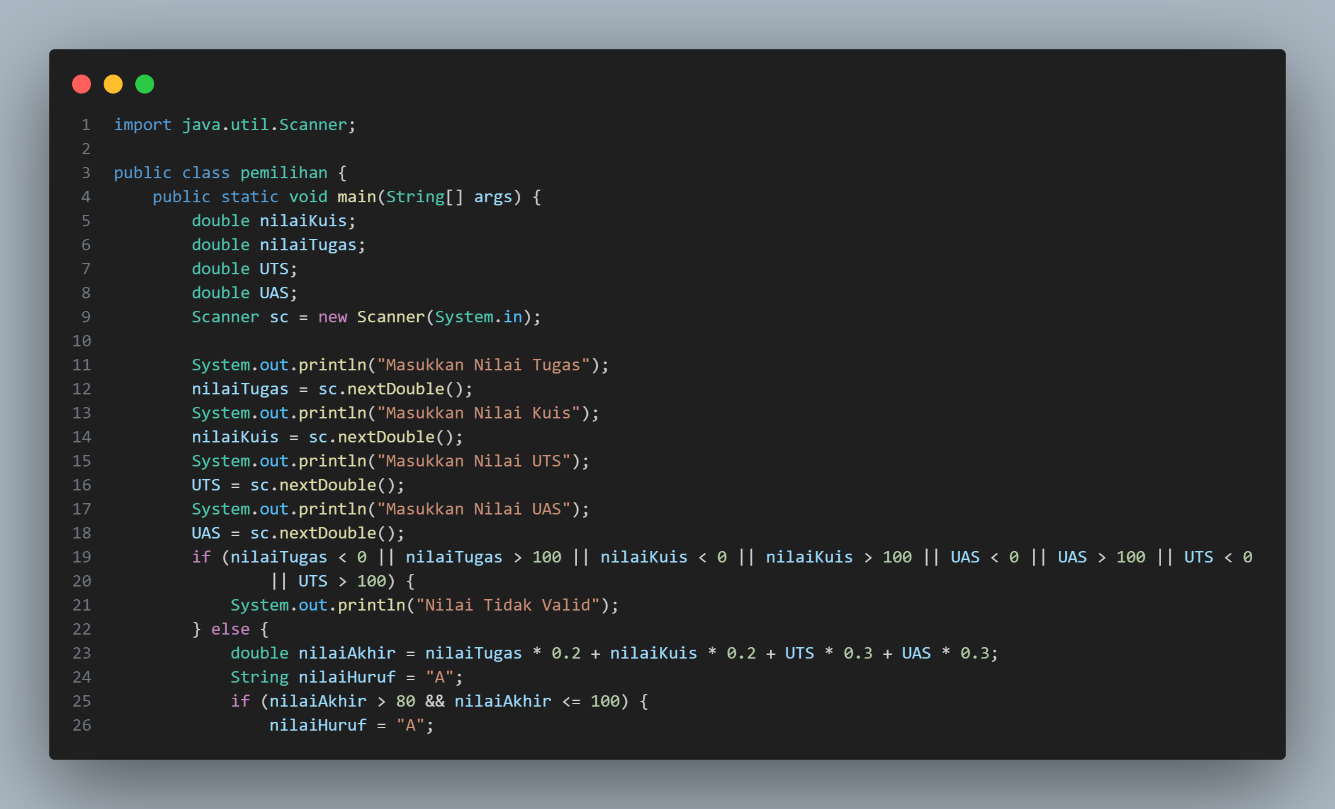 1 import java.util.Scanner;
2
3 public class pemilihan {
4     public static void main(String[] args) {
5         double nilaiKuis;
6         double nilaiTugas;
7         double UTS;
8         double UAS;
9         Scanner sc = new Scanner(System.in);
10
11         System.out.println("Masukkan Nilai Tugas");
12         nilaiTugas = sc.nextDouble();
13         System.out.println("Masukkan Nilai Kuis");
14         nilaiKuis = sc.nextDouble();
15         System.out.println("Masukkan Nilai UTS");
16         UTS = sc.nextDouble();
17         System.out.println("Masukkan Nilai UAS");
18         UAS = sc.nextDouble();
19         if (nilaiTugas < 0 || nilaiTugas > 100 || nilaiKuis < 0 || nilaiKuis > 100 || UAS < 0 || UAS > 100 || UTS < 0
20                 || UTS > 100) {
21             System.out.println("Nilai Tidak Valid");
22         } else {
23             double nilaiAkhir = nilaiTugas * 0.2 + nilaiKuis * 0.2 + UTS * 0.3 + UAS * 0.3;
24             String nilaiHuruf = "A";
25             if (nilaiAkhir > 80 && nilaiAkhir <= 100) {
26                 nilaiHuruf = "A";